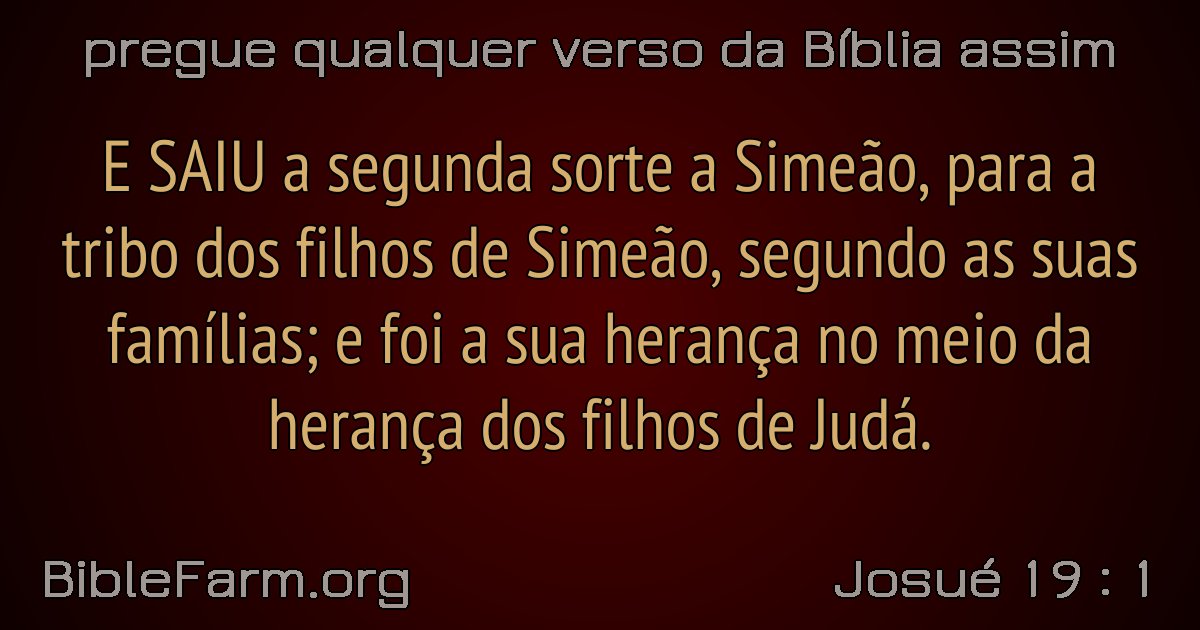 pregue qualquer verso da Bíblia assim
E SAIU a segunda sorte a Simeão, para a
tribo dos filhos de Simeão, segundo as suas
famílias; e foi a sua herança no meio da
herança dos filhos de Judá.
BibleFarm.org
Josué 19 : 1